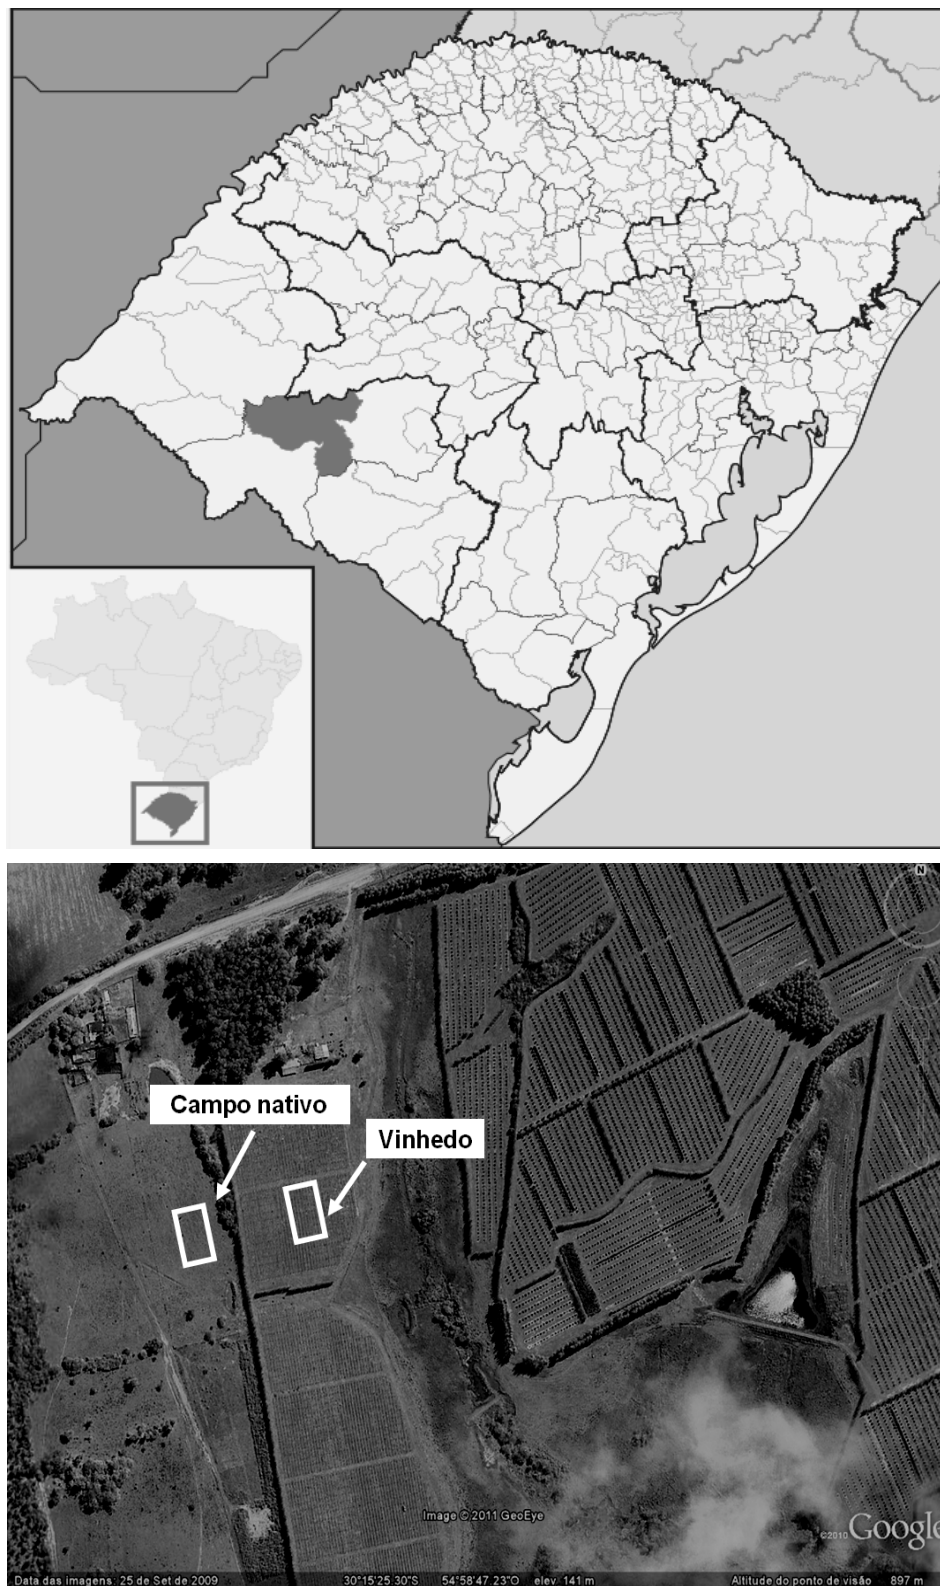 N
Campo nativo
Vinhedo
Image © 2011 GeoEye
©2010 Google
Data das imagens: 25 de Set de 2009 30°15'25.30"S 54°58'47.23"O elev 141 m Altitude do ponto de visão 897 m